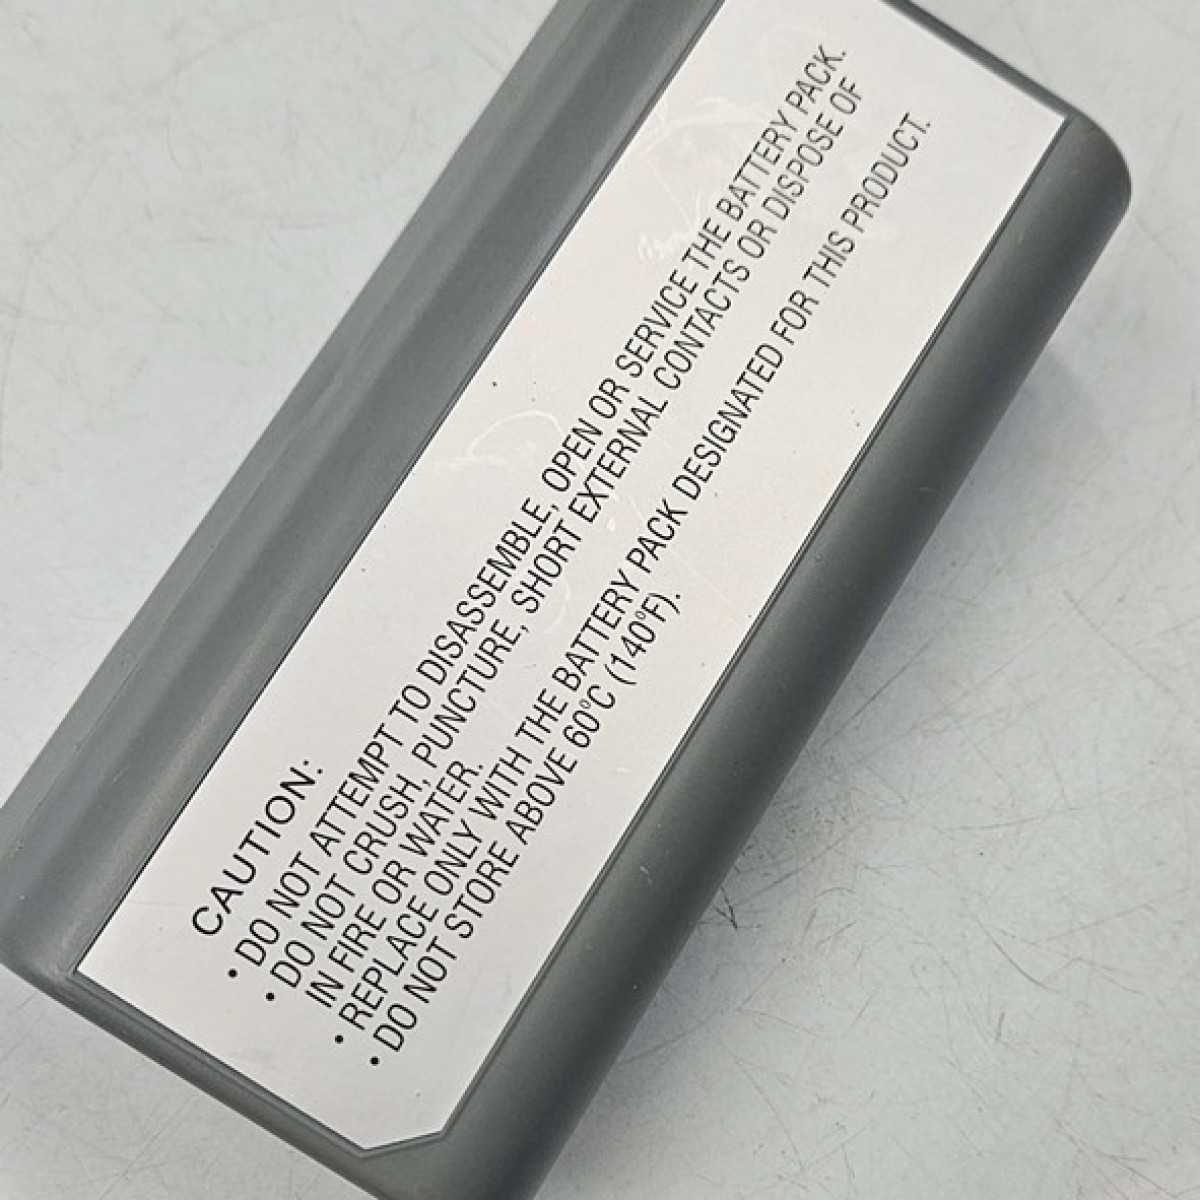 CAUTION:
• DO NOT ATTEMPT TO DISASSEMBLE, OPEN OR SERVICE THE BATTERY PACK.
• DO NOT CRUSH, PUNCTURE, SHORT EXTERNAL CONTACTS OR DISPOSE OF
IN FIRE OR WATER.
• REPLACE ONLY WITH THE BATTERY PACK DESIGNATED FOR THIS PRODUCT.
• DO NOT STORE ABOVE 60°C (140°F).